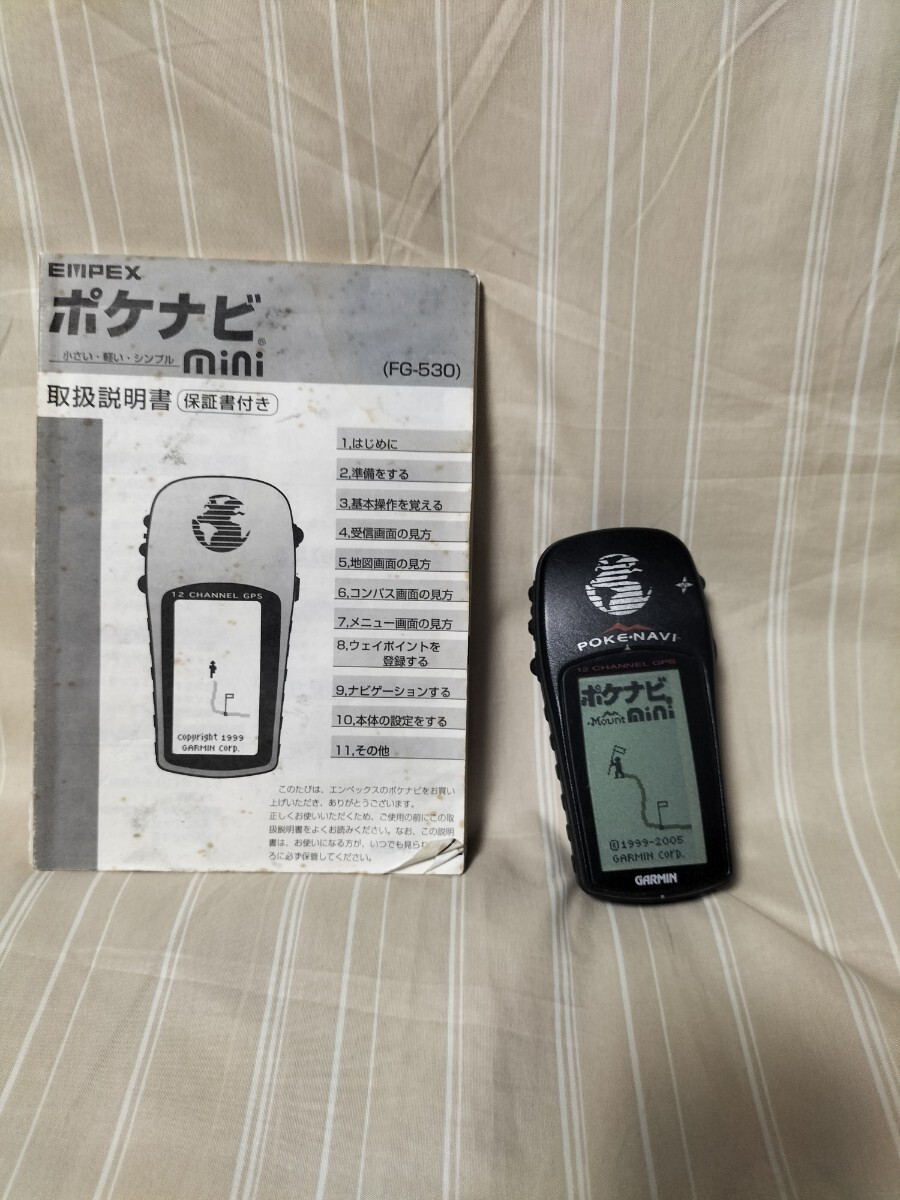 EMPEX
ポケナビ®
小さい・軽い・シンプル mini
(FG-530)
取扱説明書 保証書付き
1,はじめに
2,準備をする
3,基本操作を覚える
4,受信画面の見方
5,地図画面の見方
6,コンパス画面の見方
7,メニュー画面の見方
8,ウェイポイントを
登録する
9,ナビゲーションする
10,本体の設定をする
11,その他
12 CHANNEL GPS
Copyright 1999
GARMIN Corp.
このたびは、エンペックスのポケナビをお買い
上げいただき、ありがとうございます。
正しくお使いいただくため、ご使用の前にこの取
扱説明書をよくお読みください。なお、この説明
書は、お使いになる方が、いつでも見られ
ろに必ず保管してください。
POKE·NAVI
12 CHANNEL GPS
ポケナビ®
Mount mini
©1999-2005
GARMIN Corp.
GARMIN